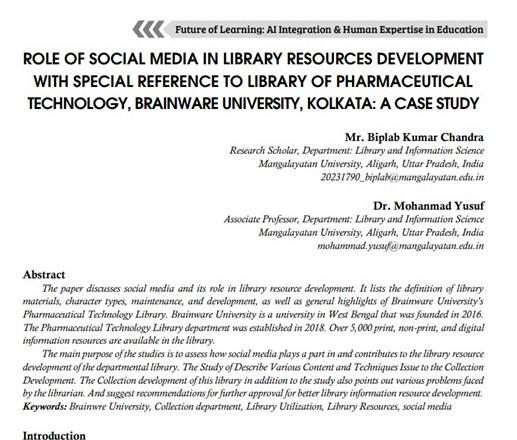 Future of Learning: AI Integration & Human Expertise in Education
ROLE OF SOCIAL MEDIA IN LIBRARY RESOURCES DEVELOPMENT
WITH SPECIAL REFERENCE TO LIBRARY OF PHARMACEUTICAL
TECHNOLOGY, BRAINWARE UNIVERSITY, KOLKATA: A CASE STUDY
Mr. Biplab Kumar Chandra
Research Scholar, Department: Library and Information Science
Mangalayatan University, Aligarh, Uttar Pradesh, India
20231790_biplab@mangalayatan.edu.in
Dr. Mohanmad Yusuf
Associate Professor, Department: Library and Information Science
Mangalayatan University, Aligarh, Uttar Pradesh, India
mohammad.yusuf@mangalayatan.edu.in
Abstract
The paper discusses social media and its role in library resource development. It lists the definition of library
materials, character types, maintenance, and development, as well as general highlights of Brainware University's
Pharmaceutical Technology Library. Brainware University is a university in West Bengal that was founded in 2016.
The Pharmaceutical Technology Library department was established in 2018. Over 5,000 print, non-print, and digital
information resources are available in the library.
The main purpose of the studies is to assess how social media plays a part in and contributes to the library resource
development of the departmental library. The Study of Describe Various Content and Techniques Issue to the Collection
Development. The Collection development of this library in addition to the study also points out various problems faced
by the librarian. And suggest recommendations for further approval for better library information resource development.
Keywords: Brainwre University, Collection department, Library Utilization, Library Resources, social media
Introduction